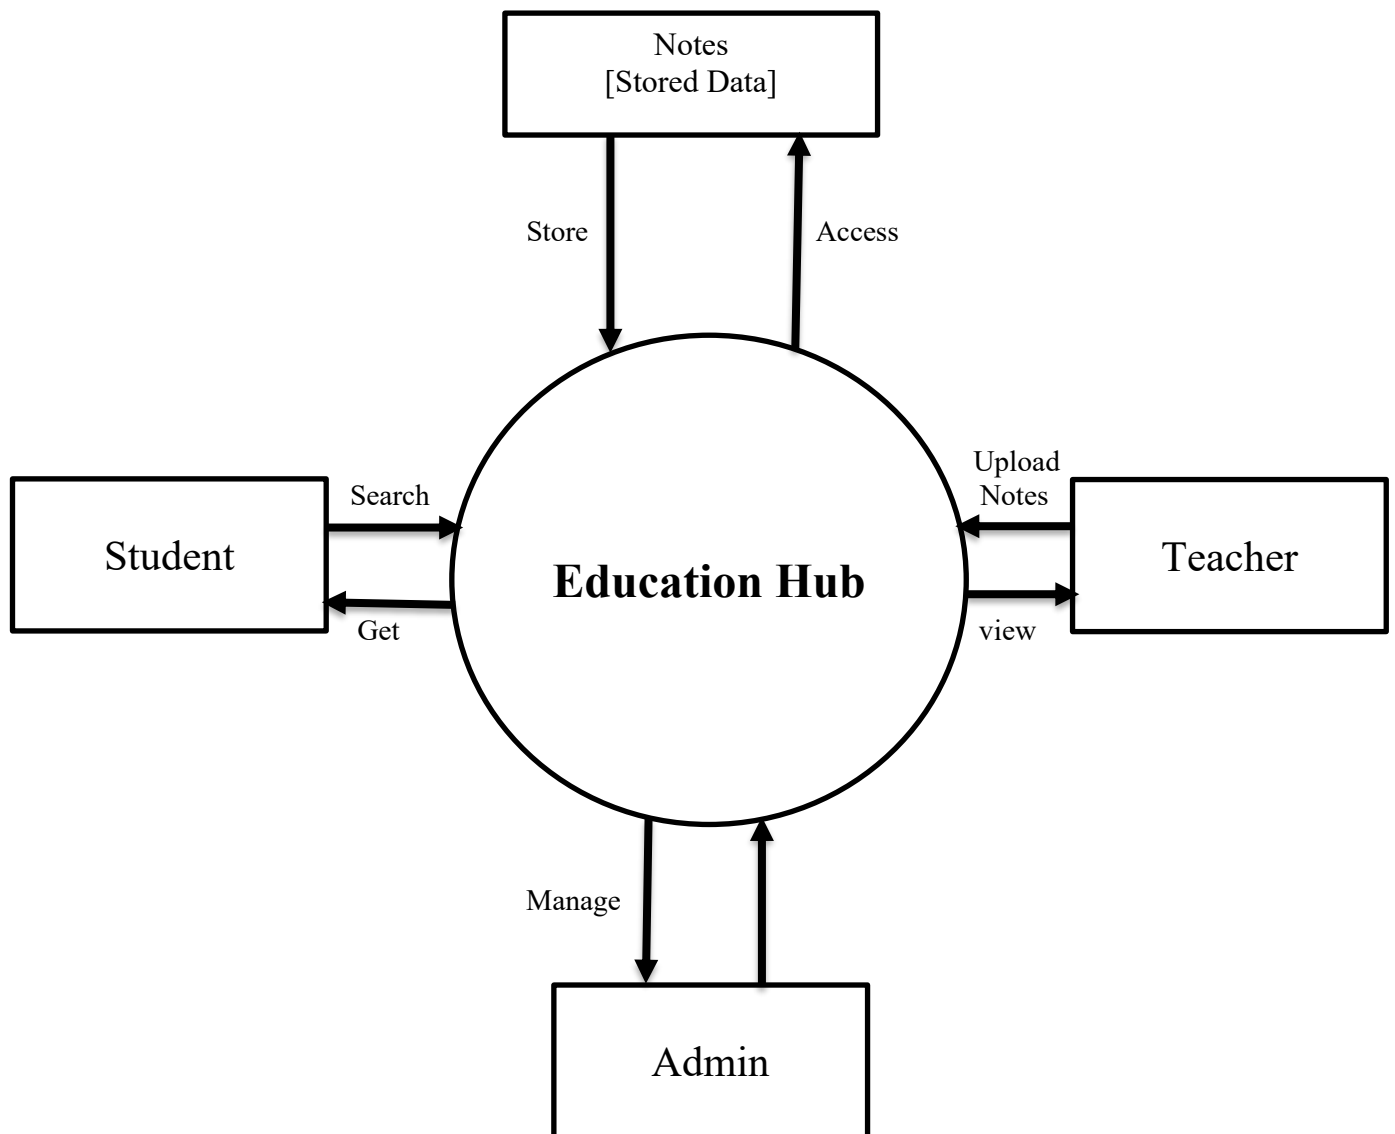 Notes
[Stored Data]
Store
Access
Upload
Notes
Search
Student
Teacher
Education Hub
Get
view
Manage
Admin